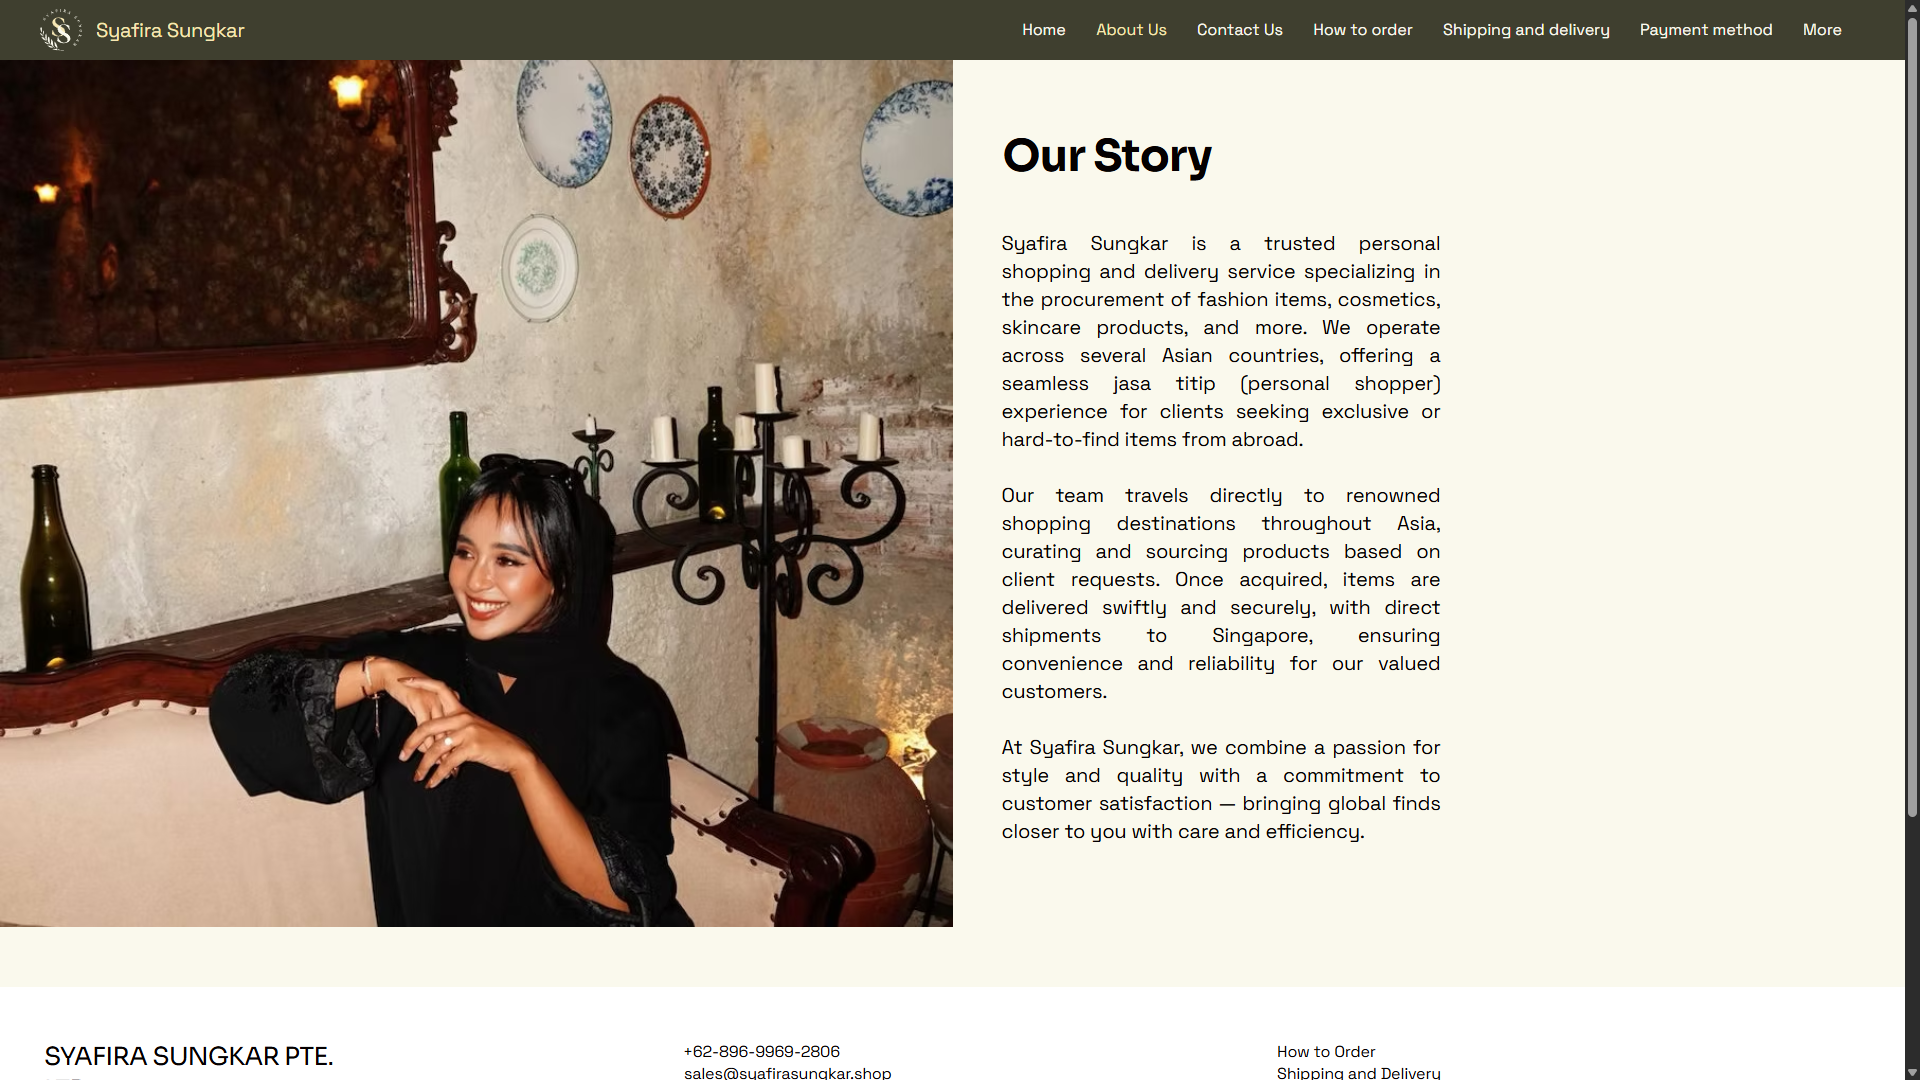 Syafira Sungkar
Home
About Us
Contact Us
How to order
Shipping and delivery
Payment method
More
Our Story
Syafira Sungkar is a trusted personal
shopping and delivery service specializing in
the procurement of fashion items, cosmetics,
skincare products, and more. We operate
across several Asian countries, offering a
seamless jasa titip (personal shopper)
experience for clients seeking exclusive or
hard-to-find items from abroad.
Our team travels directly to renowned
shopping destinations throughout Asia,
curating and sourcing products based on
client requests. Once acquired, items are
delivered swiftly and securely, with direct
shipments to Singapore, ensuring
convenience and reliability for our valued
customers.
At Syafira Sungkar, we combine a passion for
style and quality with a commitment to
customer satisfaction — bringing global finds
closer to you with care and efficiency.
SYAFIRA SUNGKAR PTE.
+62-896-9969-2806
sales@syafirasungkar.shop
How to Order
Shipping and Delivery